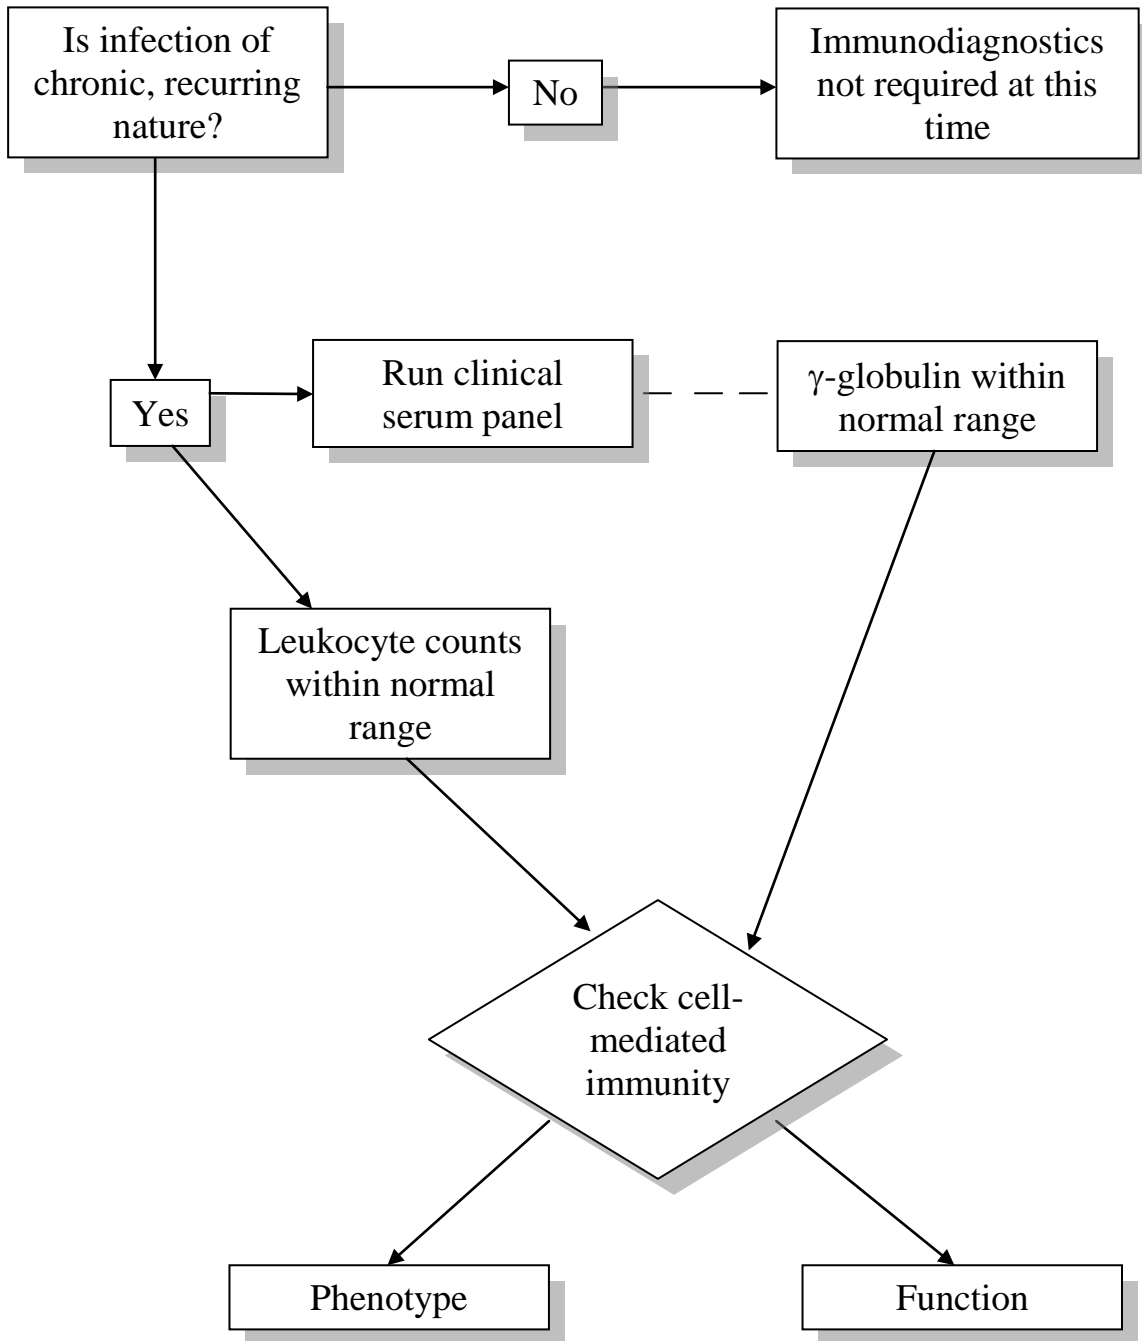 Is infection of
chronic, recurring
nature?
No
Immunodiagnostics
not required at this
time
Yes
Run clinical
serum panel
γ-globulin within
normal range
Leukocyte counts
within normal
range
Check cell-
mediated
immunity
Phenotype
Function